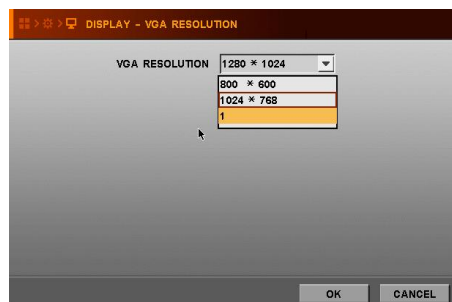 DISPLAY - VGA RESOLUTION
VGA RESOLUTION 1280 * 1024
800 * 600
1024 * 768
1
OK CANCEL